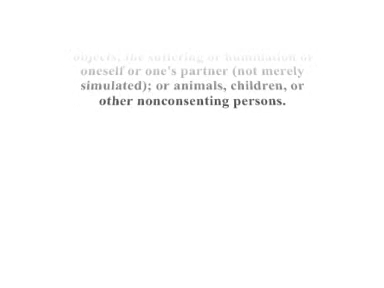 objects; the suffering or humiliation of
oneself or one's partner (not merely
simulated); or animals, children, or
other nonconsenting persons.